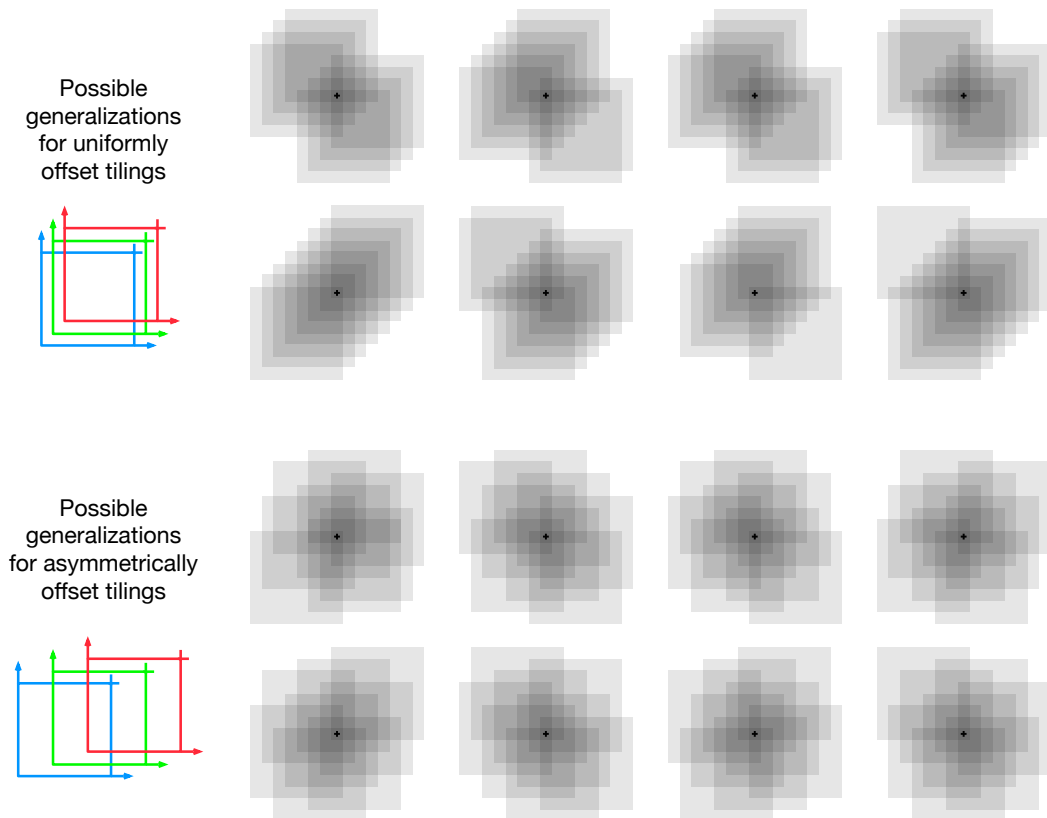 Possible
generalizations
for uniformly
offset tilings
Possible
generalizations
for asymmetrically
offset tilings